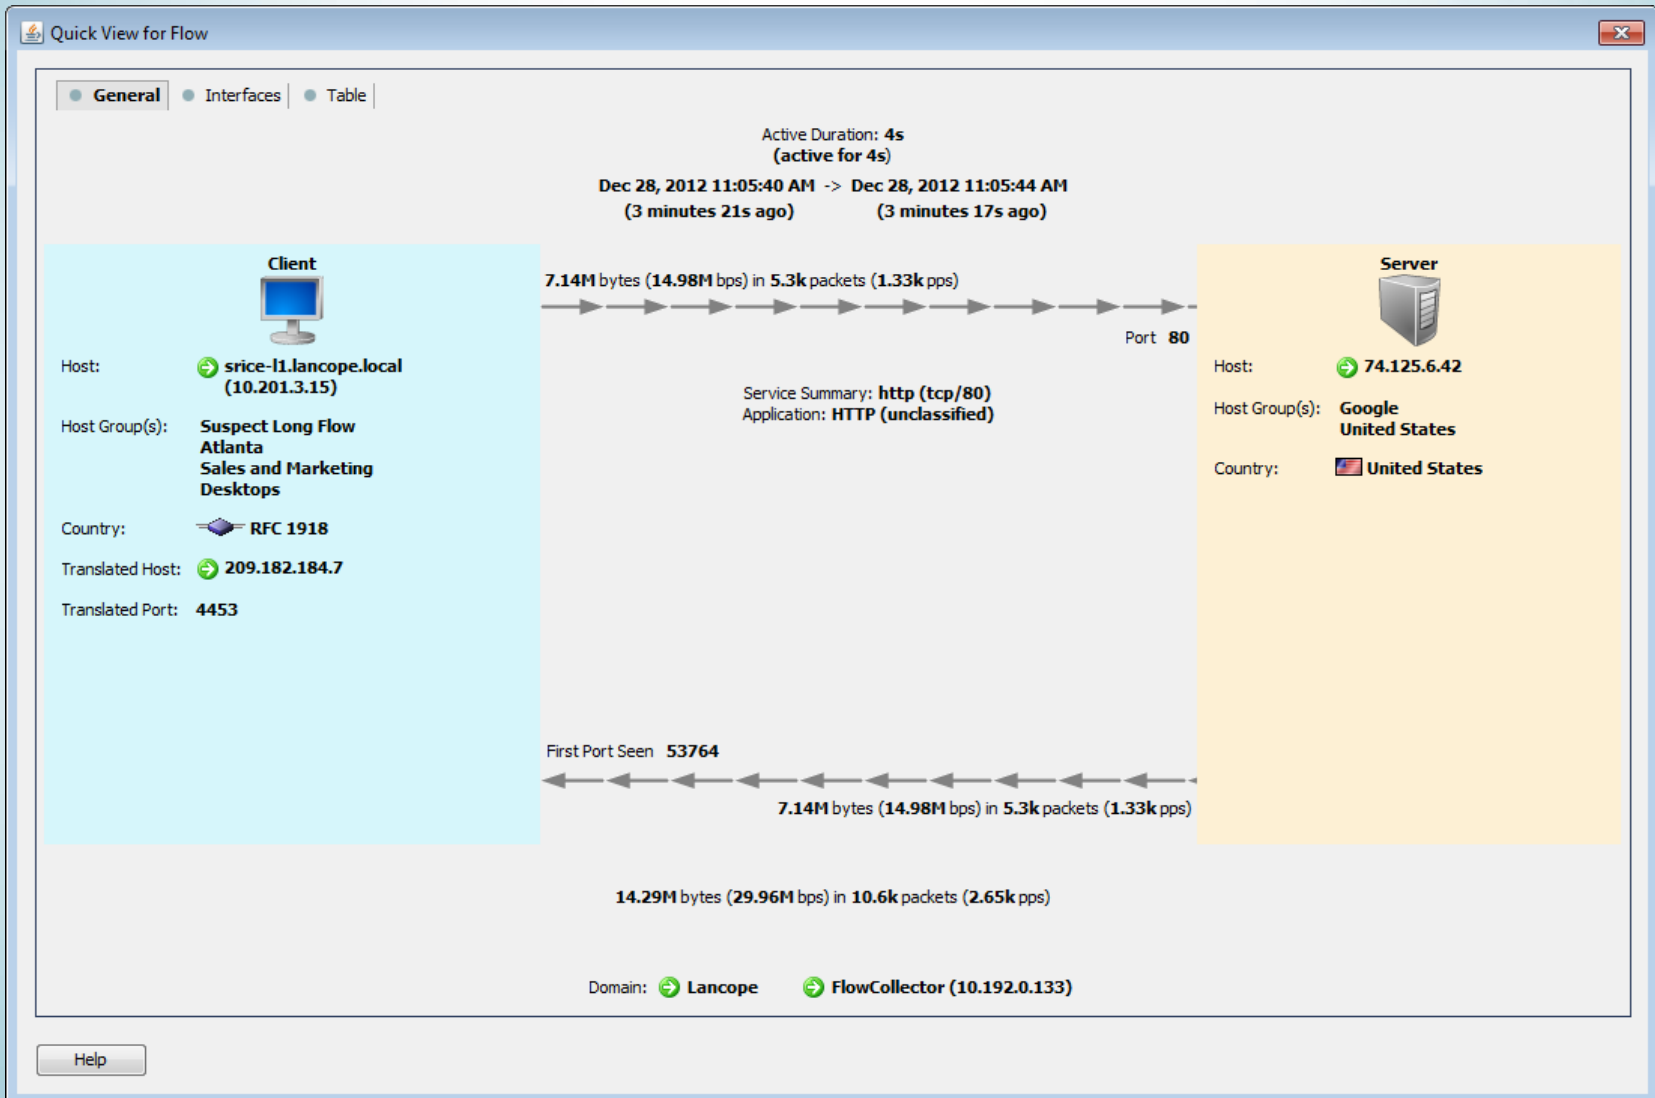 Quick View for Flow
General Interfaces Table
Active Duration: 4s
(active for 4s)
Dec 28, 2012 11:05:40 AM -> Dec 28, 2012 11:05:44 AM
(3 minutes 21s ago) (3 minutes 17s ago)
Client
Host: srice-l1.lancope.local
(10.201.3.15)
Host Group(s): Suspect Long Flow
Atlanta
Sales and Marketing
Desktops
Country: RFC 1918
Translated Host: 209.182.184.7
Translated Port: 4453
7.14M bytes (14.98M bps) in 5.3k packets (1.33k pps)
Port 80
Service Summary: http (tcp/80)
Application: HTTP (unclassified)
First Port Seen 53764
7.14M bytes (14.98M bps) in 5.3k packets (1.33k pps)
Server
Host: 74.125.6.42
Host Group(s): Google
United States
Country: United States
14.29M bytes (29.96M bps) in 10.6k packets (2.65k pps)
Domain: Lancope FlowCollector (10.192.0.133)
Help